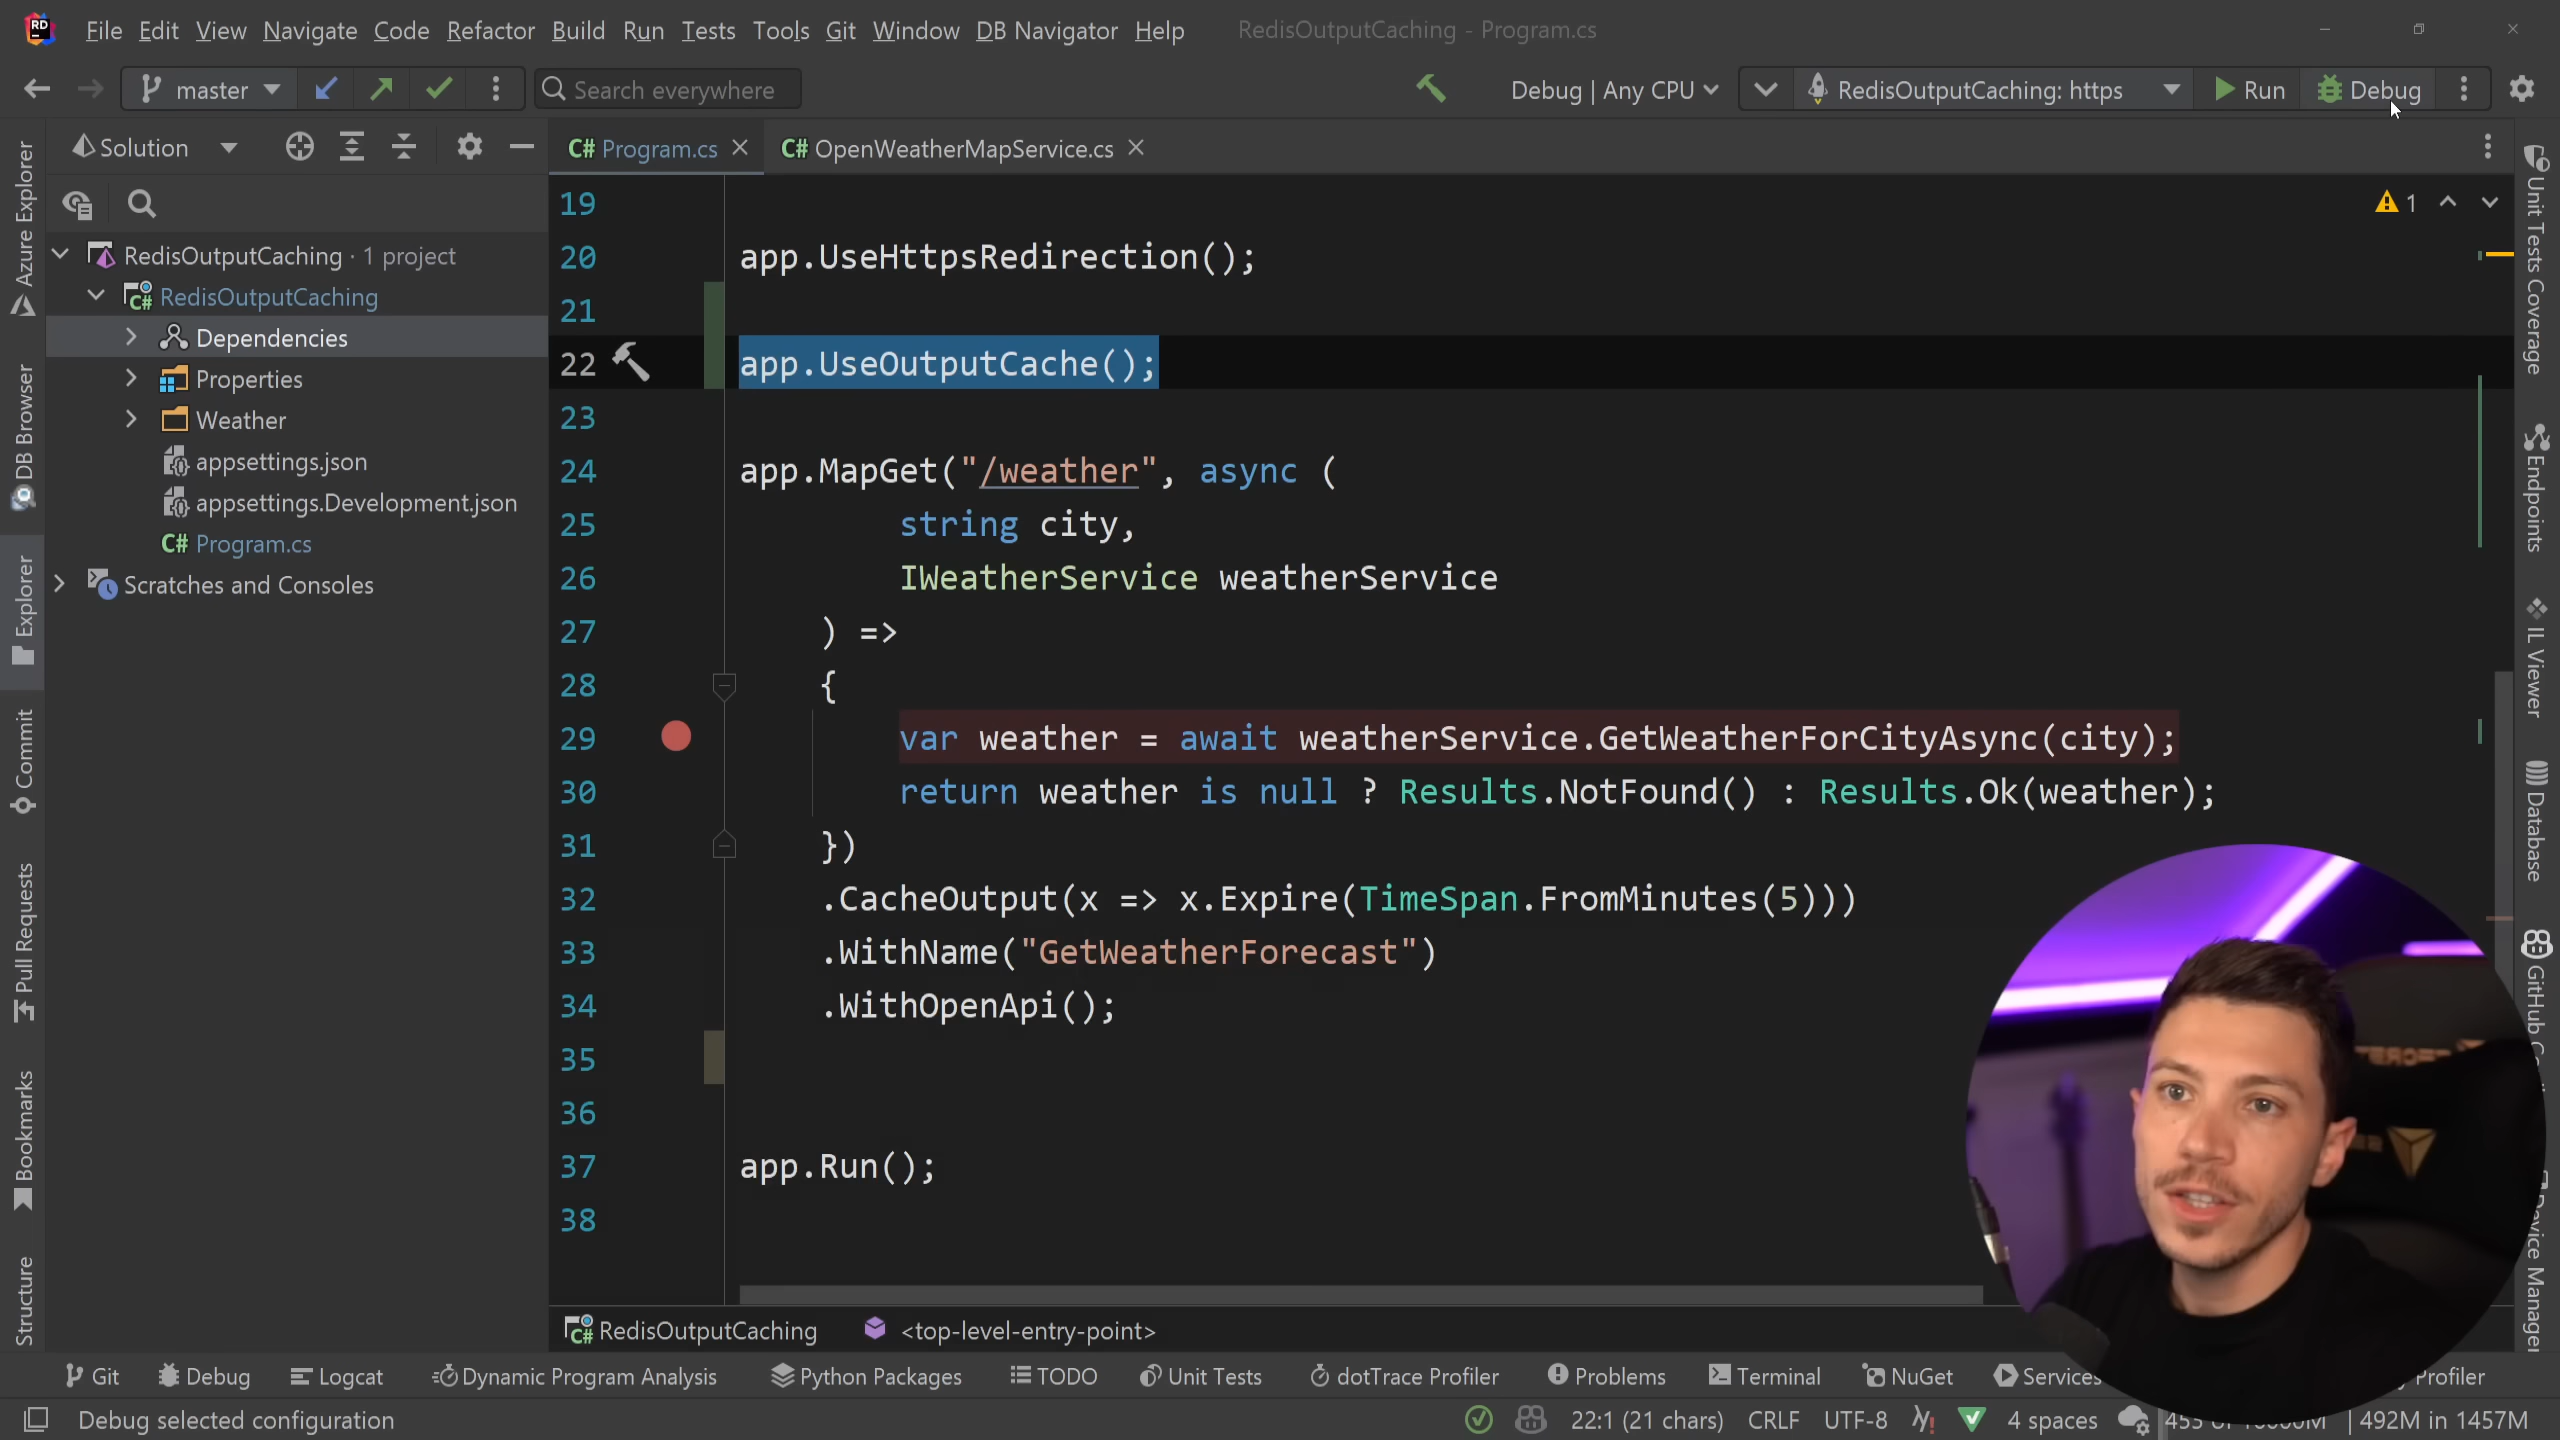 RD
File Edit View Navigate Code Refactor Build Run Tests Tools Git Window DB Navigator Help
RedisOutputCaching - Program.cs
master
Search everywhere
Debug | Any CPU
RedisOutputCaching: https
Run
Debug
Solution
C# Program.cs
C# OpenWeatherMapService.cs
1
RedisOutputCaching · 1 project
C# RedisOutputCaching
Dependencies
Properties
Weather
appsettings.json
appsettings.Development.json
C# Program.cs
Scratches and Consoles
Azure Explorer
DB Browser
Explorer
Commit
Pull Requests
Bookmarks
Structure
19
20 app.UseHttpsRedirection();
21
22 app.UseOutputCache();
23
24 app.MapGet("/weather", async (
25 string city,
26 IWeatherService weatherService
27 ) =>
28 {
29 var weather = await weatherService.GetWeatherForCityAsync(city);
30 return weather is null ? Results.NotFound() : Results.Ok(weather);
31 })
32 .CacheOutput(x => x.Expire(TimeSpan.FromMinutes(5)))
33 .WithName("GetWeatherForecast")
34 .WithOpenApi();
35
36
37 app.Run();
38
Unit Tests Coverage
Endpoints
IL Viewer
Database
GitHub
Device Manager
C# RedisOutputCaching
<top-level-entry-point>
Git
Debug
Logcat
Dynamic Program Analysis
Python Packages
TODO
Unit Tests
dotTrace Profiler
Problems
Terminal
NuGet
Services
Profiler
Debug selected configuration
22:1 (21 chars) CRLF UTF-8 4 spaces
492M in 1457M